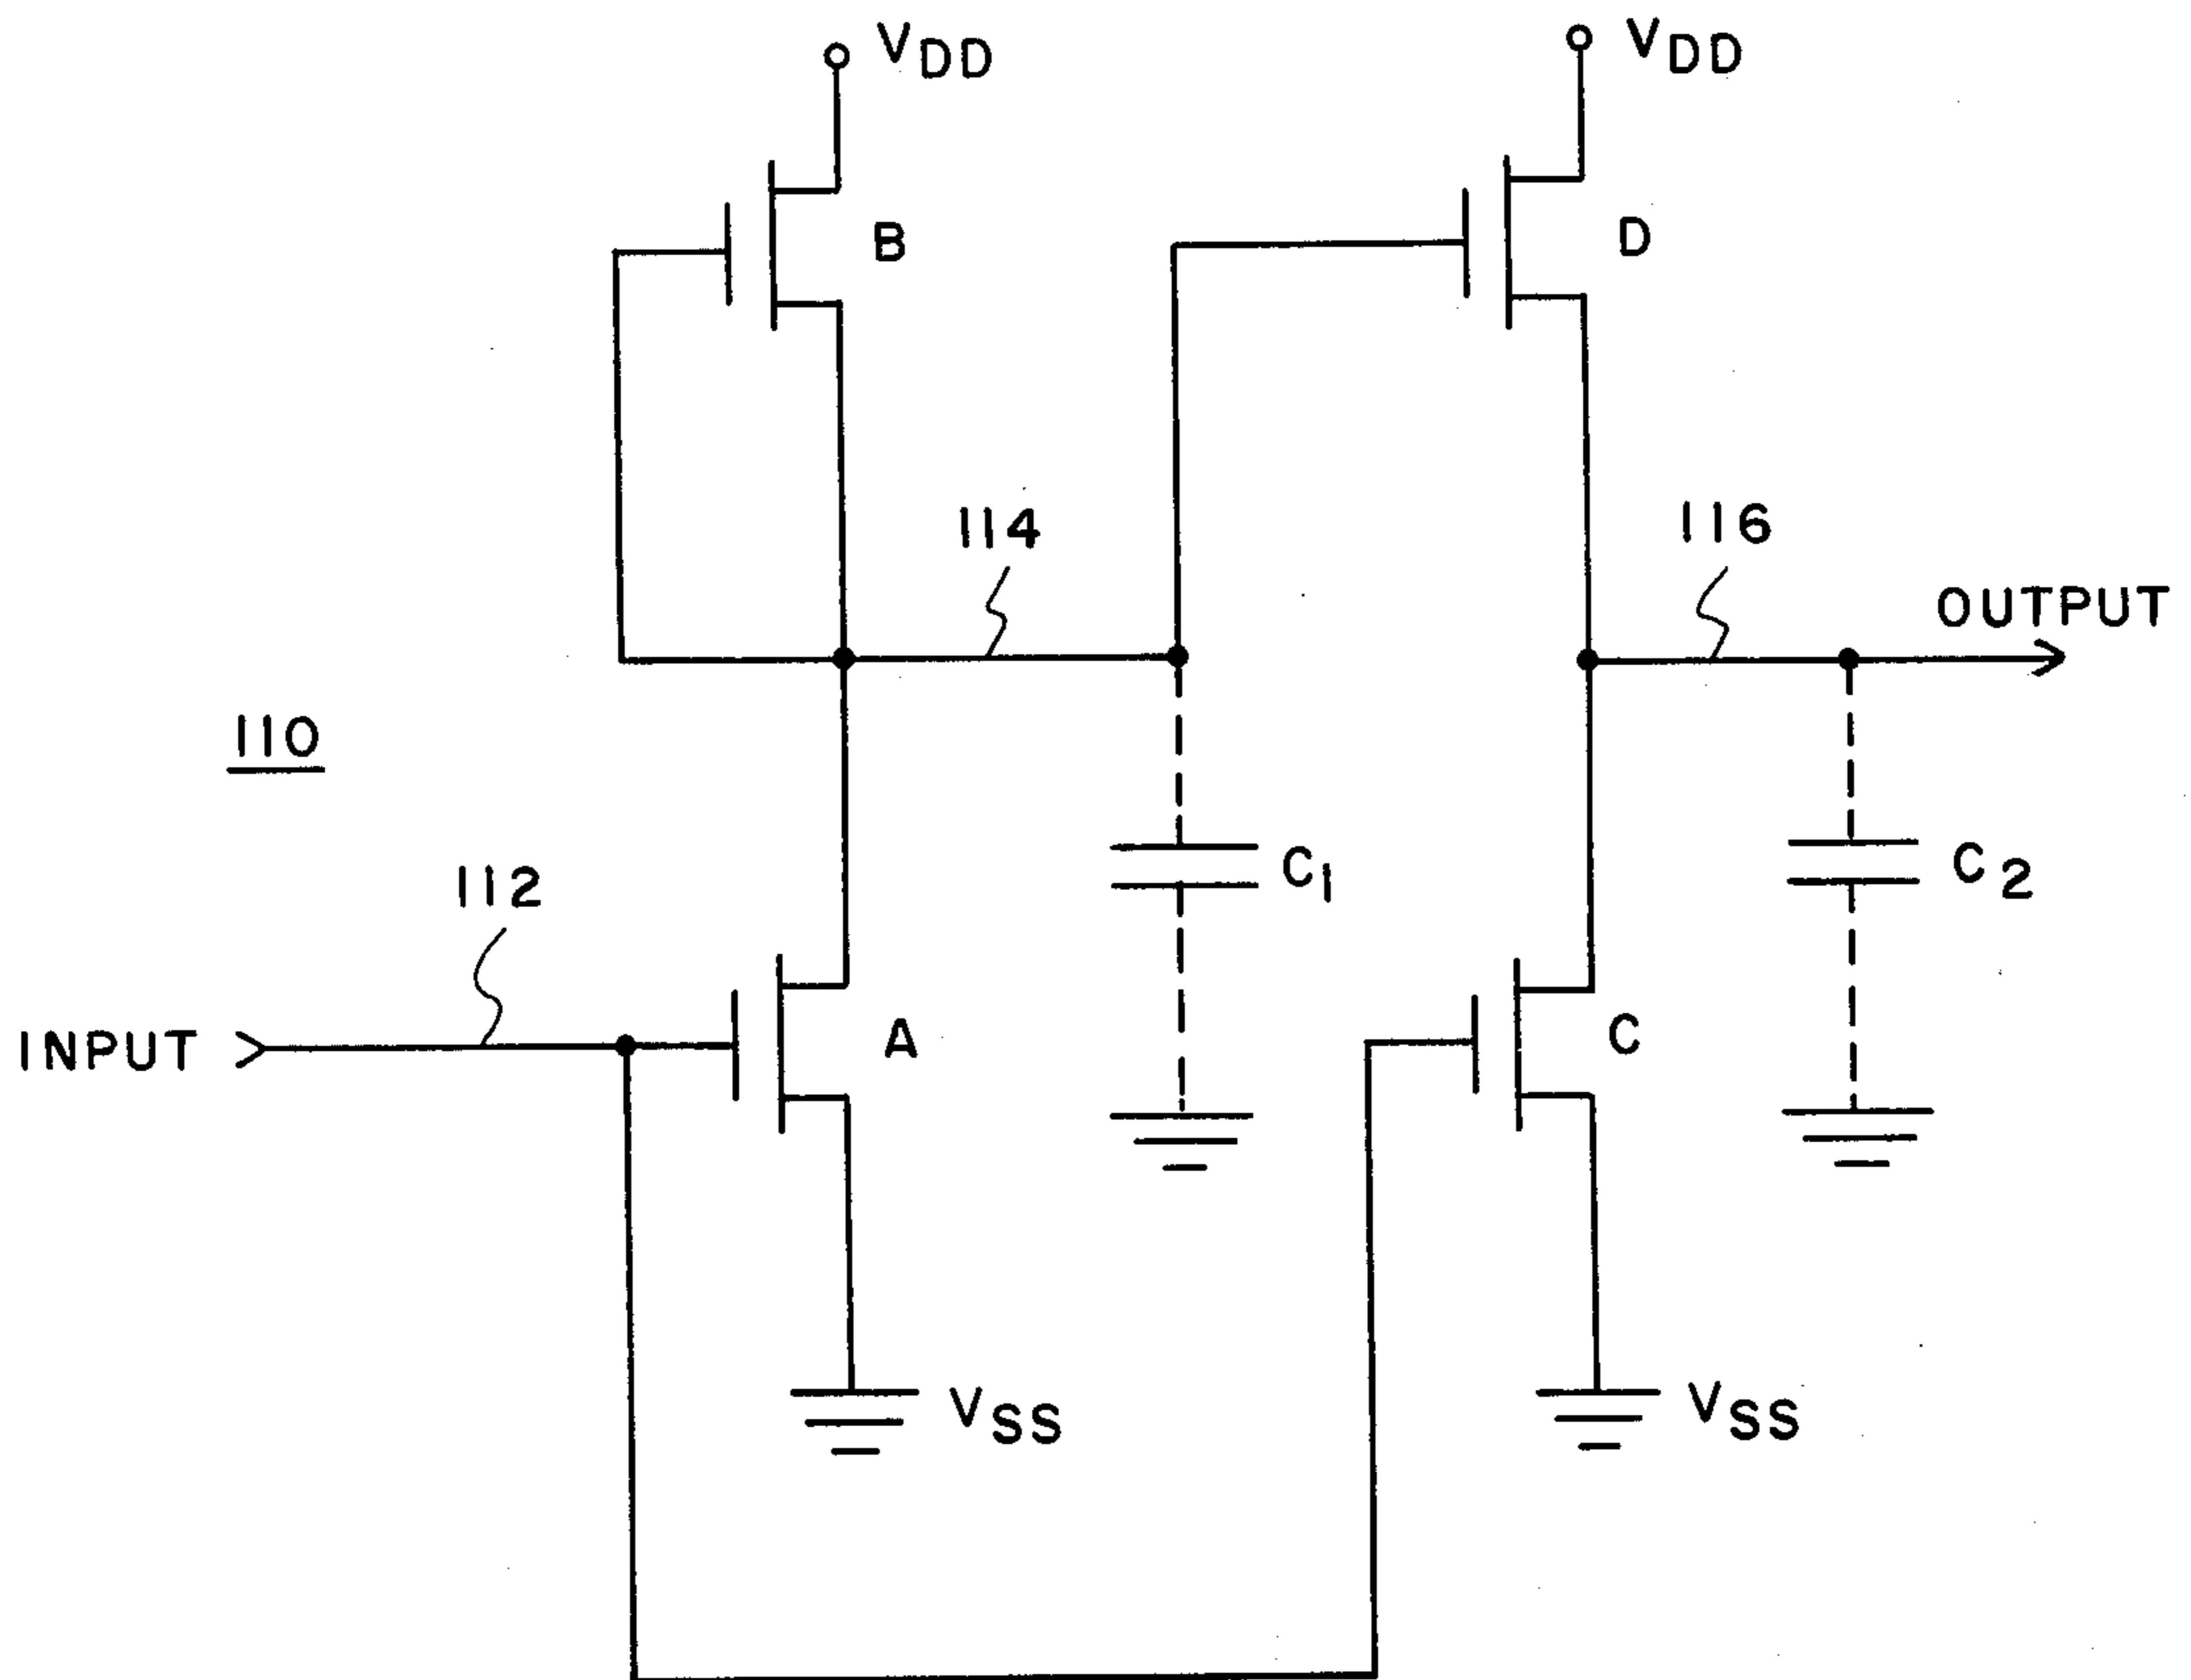 VDD
VDD
B
D
114
116
OUTPUT
110
C1
C2
112
INPUT
A
C
VSS
VSS